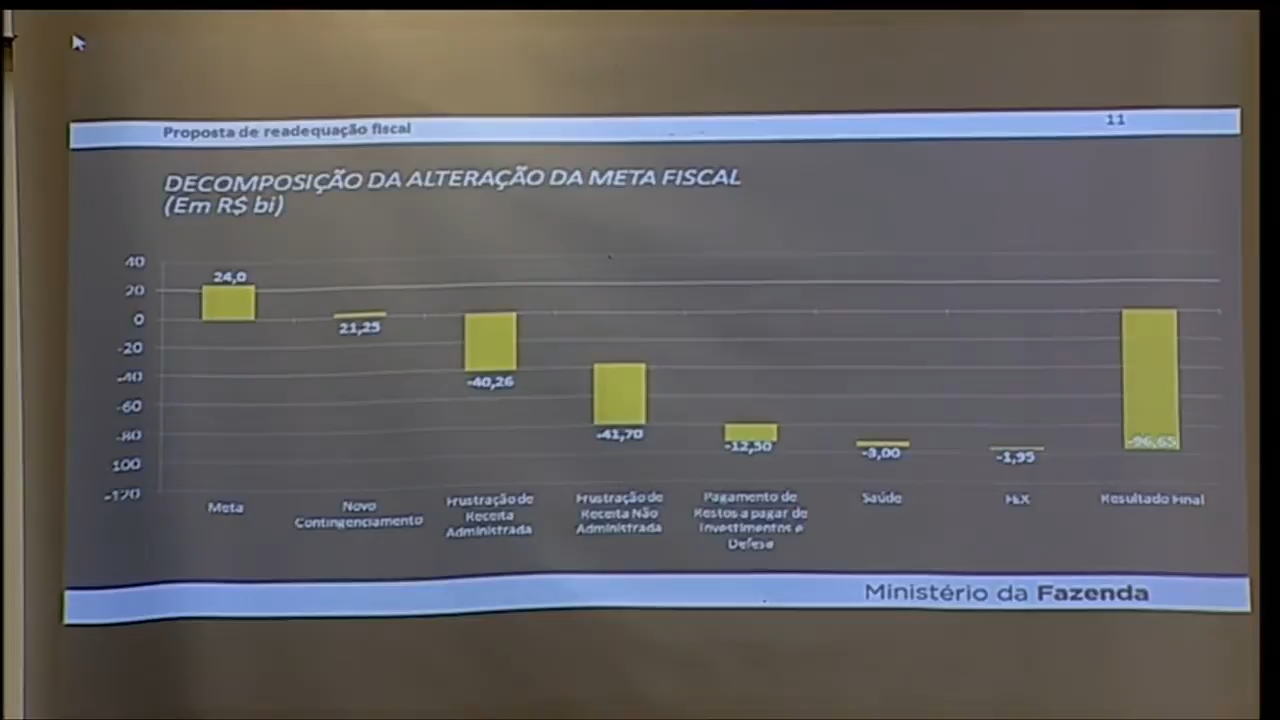 Proposta de readequação fiscal
11
DECOMPOSIÇÃO DA ALTERAÇÃO DA META FISCAL
(Em R$ bi)
40
20
0
-20
-40
-60
-80
100
-120
24,0
21,25
-40,26
-41,70
-12,50
-3,00
-1,95
-96,65
Meta
Novo
Contingenciamento
Frustração de
Receita
Administrada
Frustração de
Receita Não
Administrada
Pagamento de
Restos a pagar de
Investimentos e
Defesa
Saúde
FEX
Resultado Final
Ministério da Fazenda